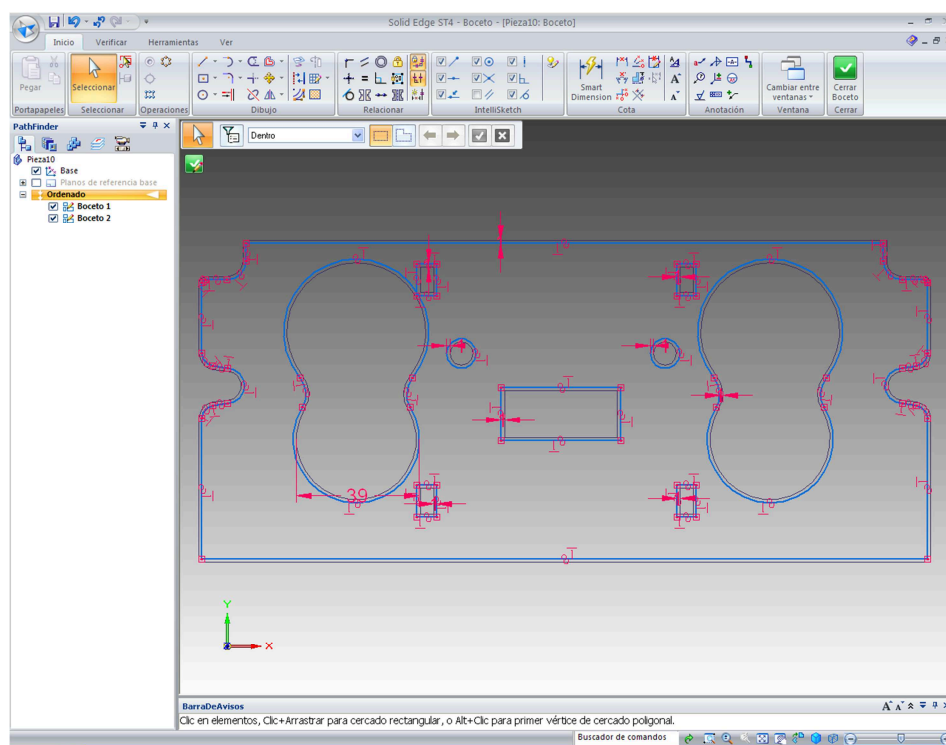 Solid Edge ST4 - Boceto - [Pieza10: Boceto]
Inicio Verificar Herramientas Ver
Pegar
Seleccionar
Smart
Dimension
Cambiar entre
ventanas
Cerrar
Boceto
Portapapeles Seleccionar Operaciones Dibujo Relacionar IntelliSketch Cota Anotación Ventana Cerrar
PathFinder
Dentro
Pieza10
Base
Planos de referencia base
Ordenado
Boceto 1
Boceto 2
39
Y
X
BarraDeAvisos
Clic en elementos, Clic+Arrastrar para cercado rectangular, o Alt+Clic para primer vértice de cercado poligonal.
Buscador de comandos